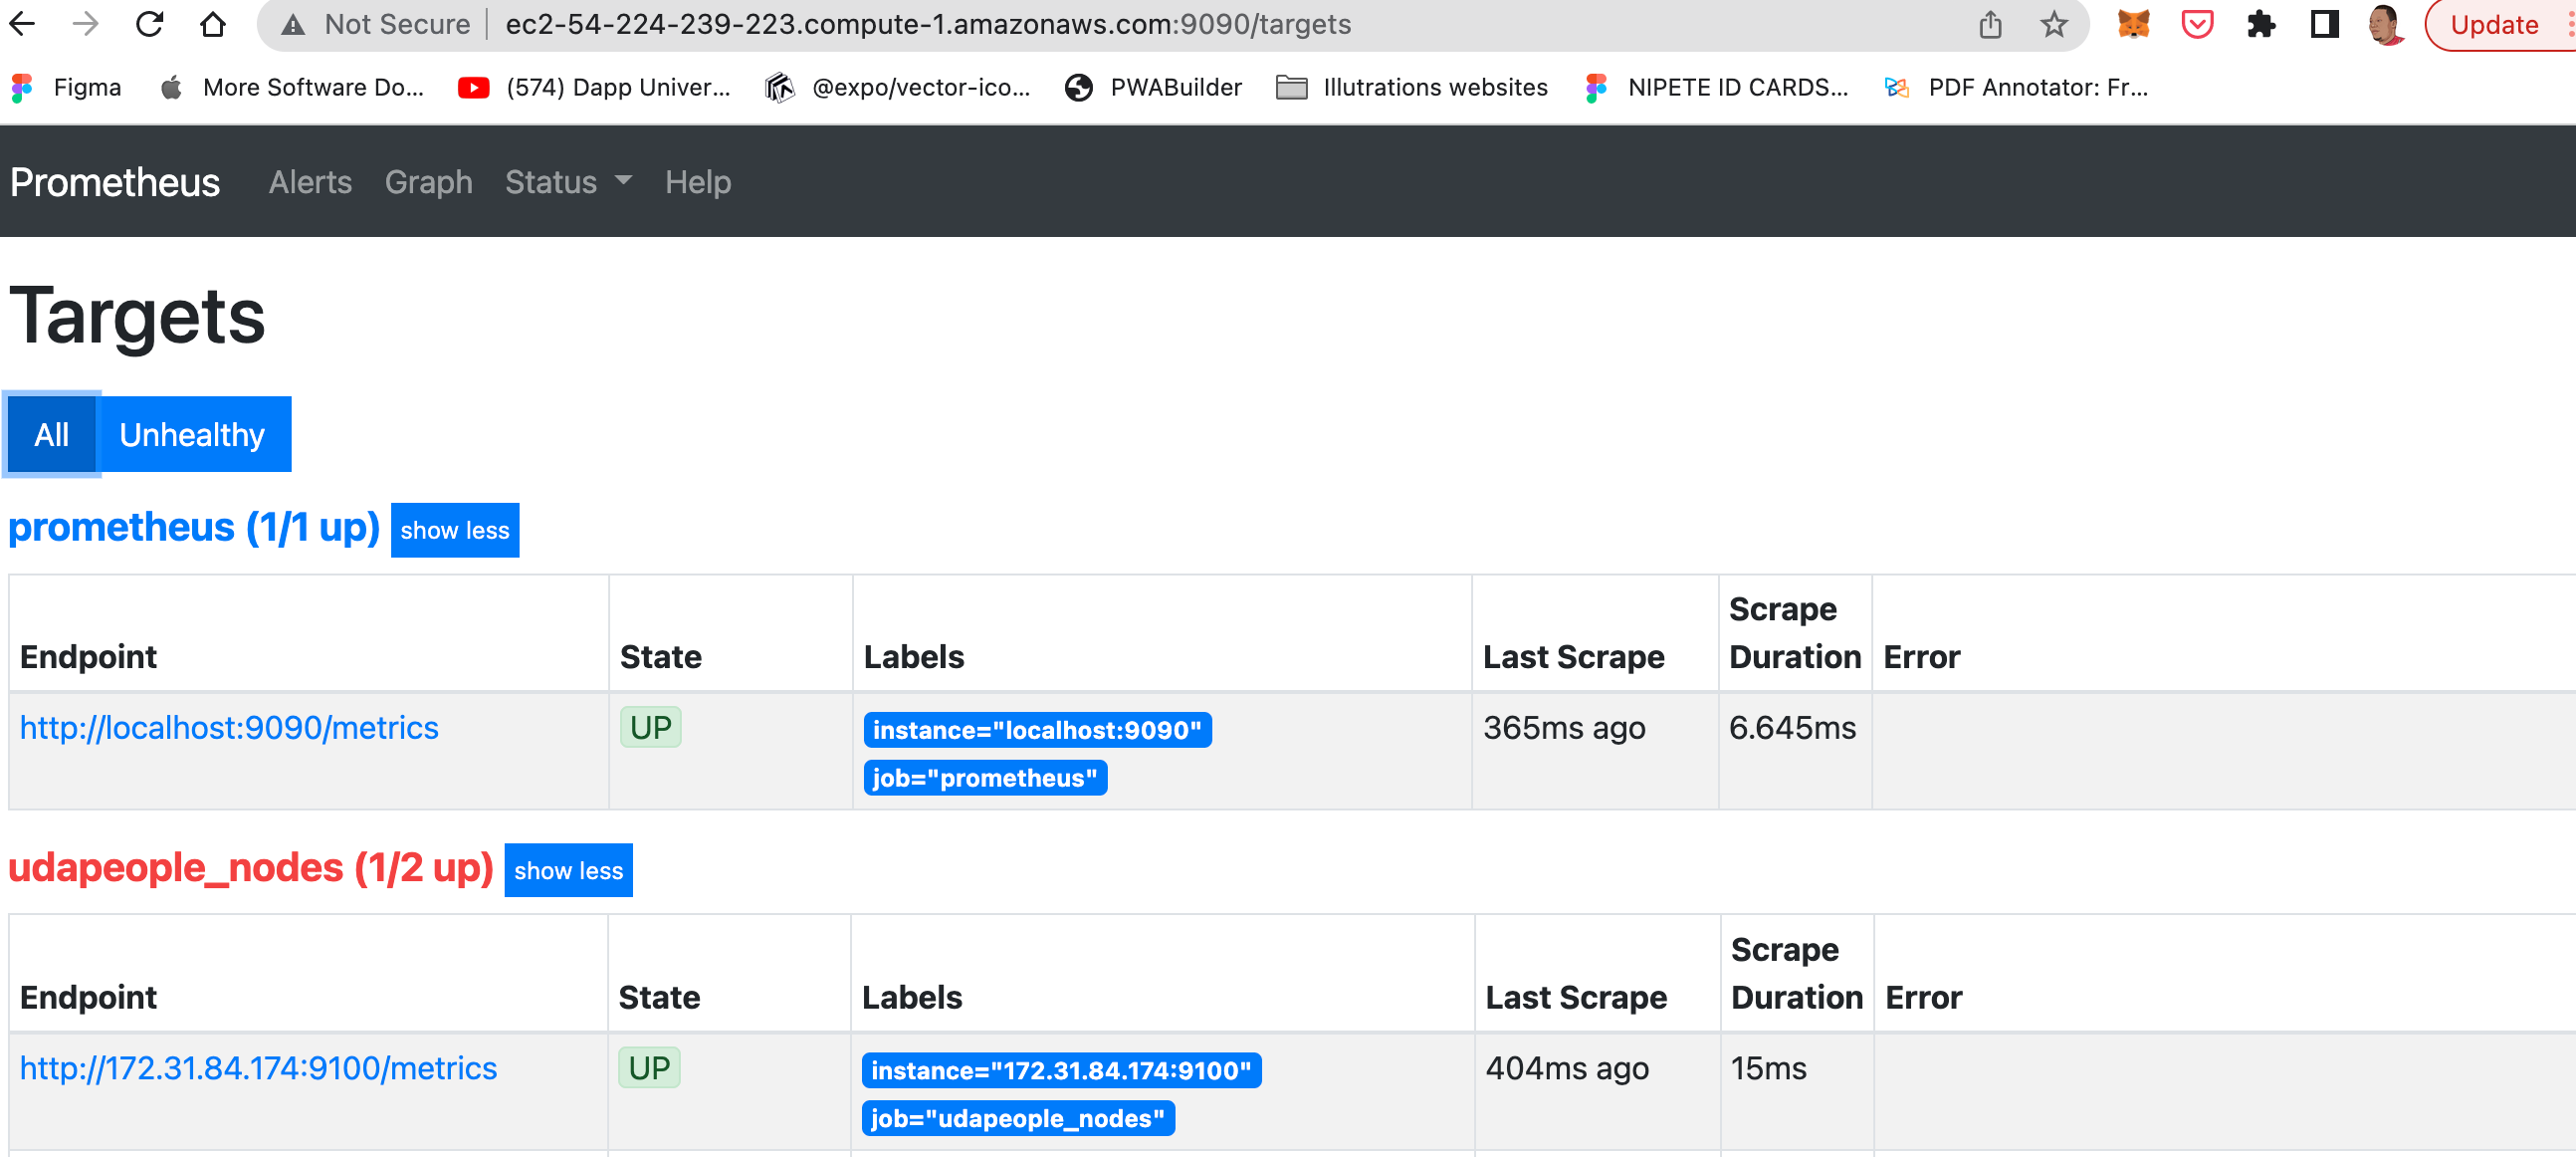 Not Secure ec2-54-224-239-223.compute-1.amazonaws.com:9090/targets Update
Figma More Software Do... (574) Dapp Univer... @expo/vector-ico... PWABuilder Illutrations websites NIPETE ID CARDS... PDF Annotator: Fr...
Prometheus Alerts Graph Status Help
Targets
All Unhealthy
prometheus (1/1 up) show less
Endpoint State Labels Last Scrape Scrape Duration Error
http://localhost:9090/metrics UP instance="localhost:9090" 365ms ago 6.645ms
job="prometheus"
udapeople_nodes (1/2 up) show less
Endpoint State Labels Last Scrape Scrape Duration Error
http://172.31.84.174:9100/metrics UP instance="172.31.84.174:9100" 404ms ago 15ms
job="udapeople_nodes"